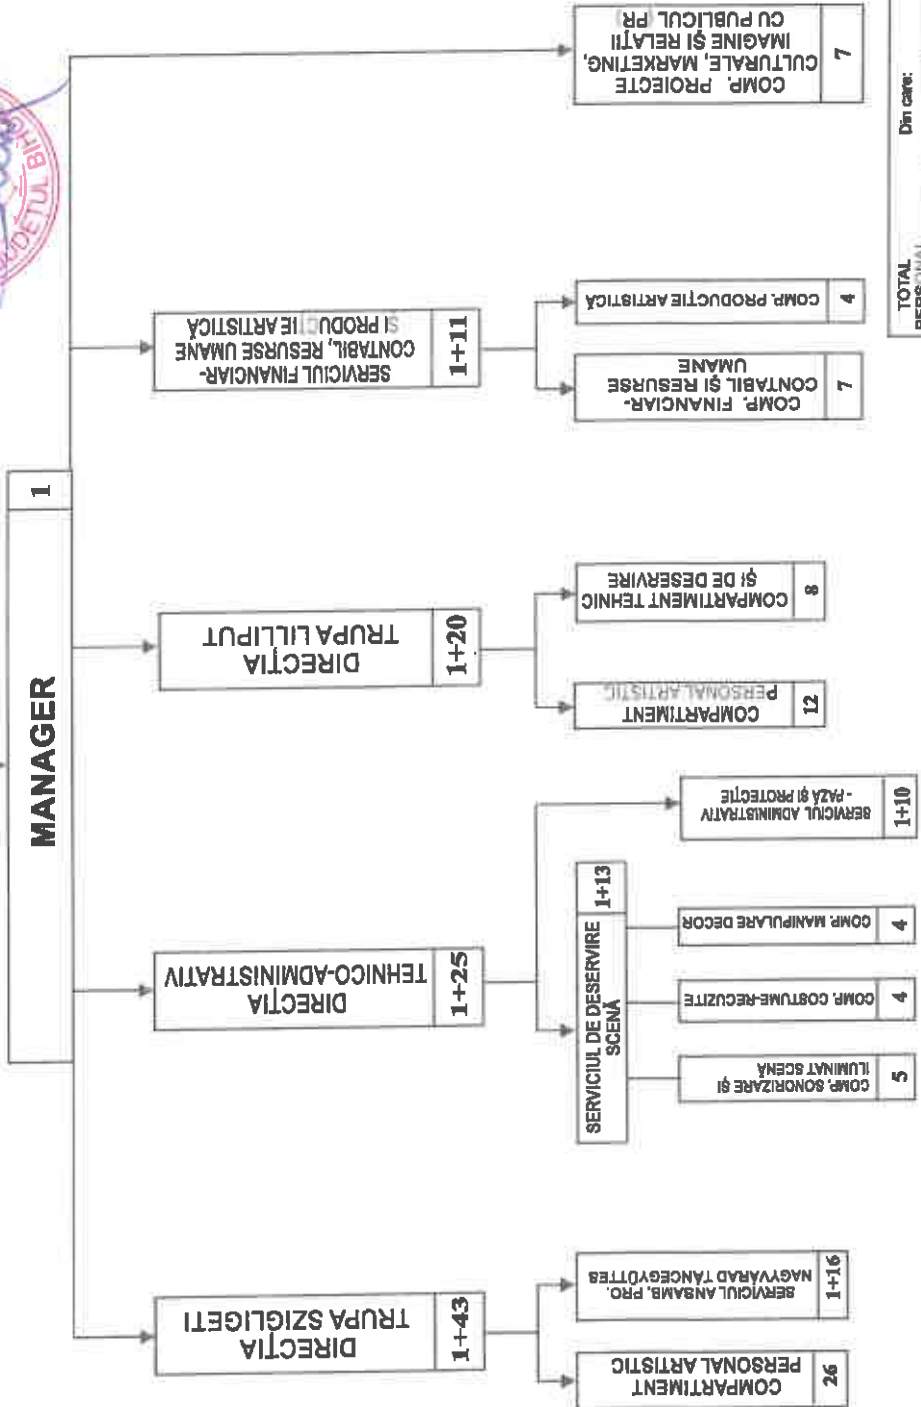 MANAGER
1
DIRECȚIA
TRUPA SZIGLIGETI
1+43
COMPARTIMENT
PERSONAL ARTISTIC
26
SERVICIUL ANSAMB. PRO.
NAGYVÁRAD TÁNCEGYÜTTES
1+16
DIRECȚIA
TEHNICO-ADMINISTRATIV
1+25
SERVICIUL DE DESERVIRE
SCENĂ
1+13
COMP. SONORIZARE ȘI
ILUMINAT SCENĂ
5
COMP. COSTUME-RECUZITE
4
COMP. MANIPULARE DECOR
4
SERVICIUL ADMINISTRATIV
- PAZĂ ȘI PROTECȚIE
1+10
DIRECȚIA
TRUPA LILLIPUT
1+20
COMPARTIMENT
PERSONAL ARTISTIC
12
COMPARTIMENT TEHNIC
ȘI DE DESERVIRE
8
SERVICIUL FINANCIAR-
CONTABIL, RESURSE UMANE
ȘI PRODUCȚIE ARTISTICĂ
1+11
COMP. FINANCIAR-
CONTABIL ȘI RESURSE
UMANE
7
COMP. PRODUCȚIE ARTISTICĂ
4
COMP. PROIECTE
CULTURALE, MARKETING,
IMAGINE ȘI RELAȚII
CU PUBLICUL PR
7
TOTAL
PERSONAL
Din care:
JUDEȚUL BIHOR